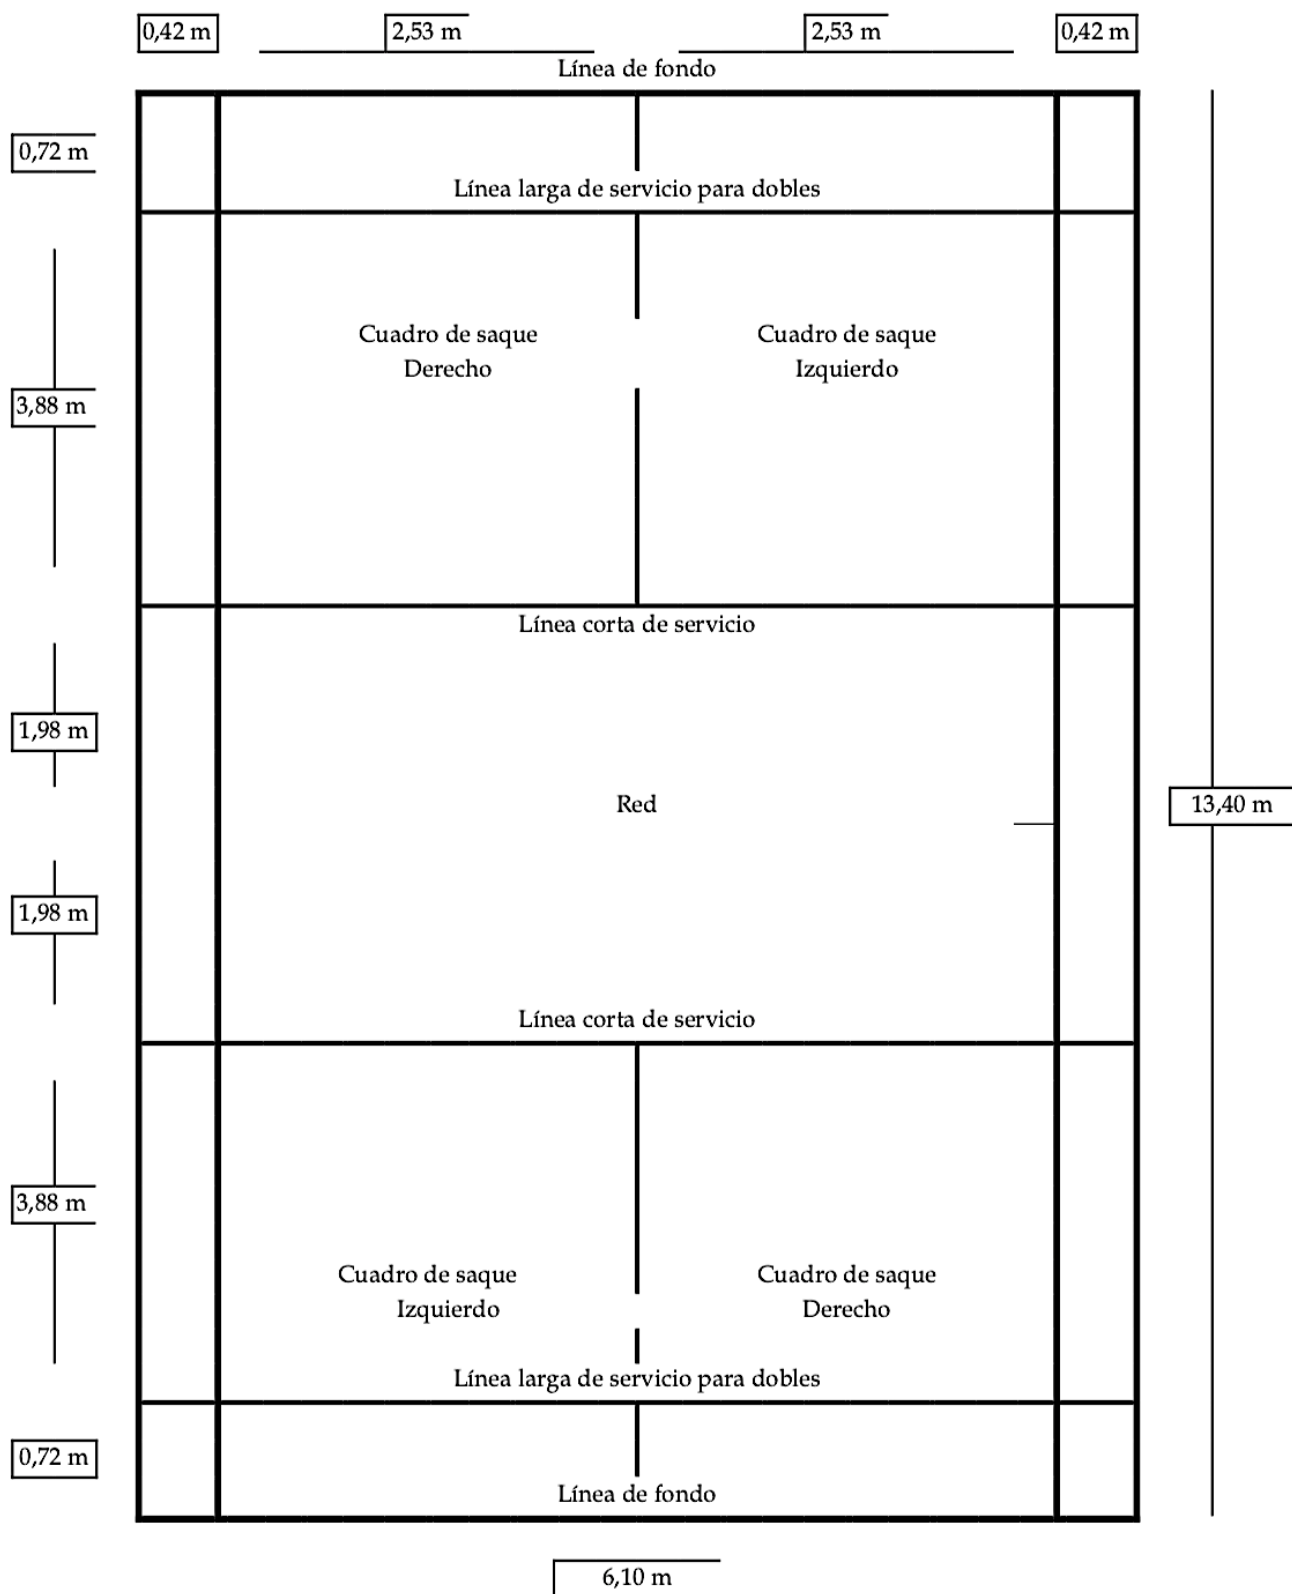 0,42 m 2,53 m 2,53 m 0,42 m
Línea de fondo
0,72 m
Línea larga de servicio para dobles
Cuadro de saque
Derecho
Cuadro de saque
Izquierdo
3,88 m
Línea corta de servicio
1,98 m
Red
13,40 m
1,98 m
Línea corta de servicio
3,88 m
Cuadro de saque
Izquierdo
Cuadro de saque
Derecho
Línea larga de servicio para dobles
0,72 m
Línea de fondo
6,10 m